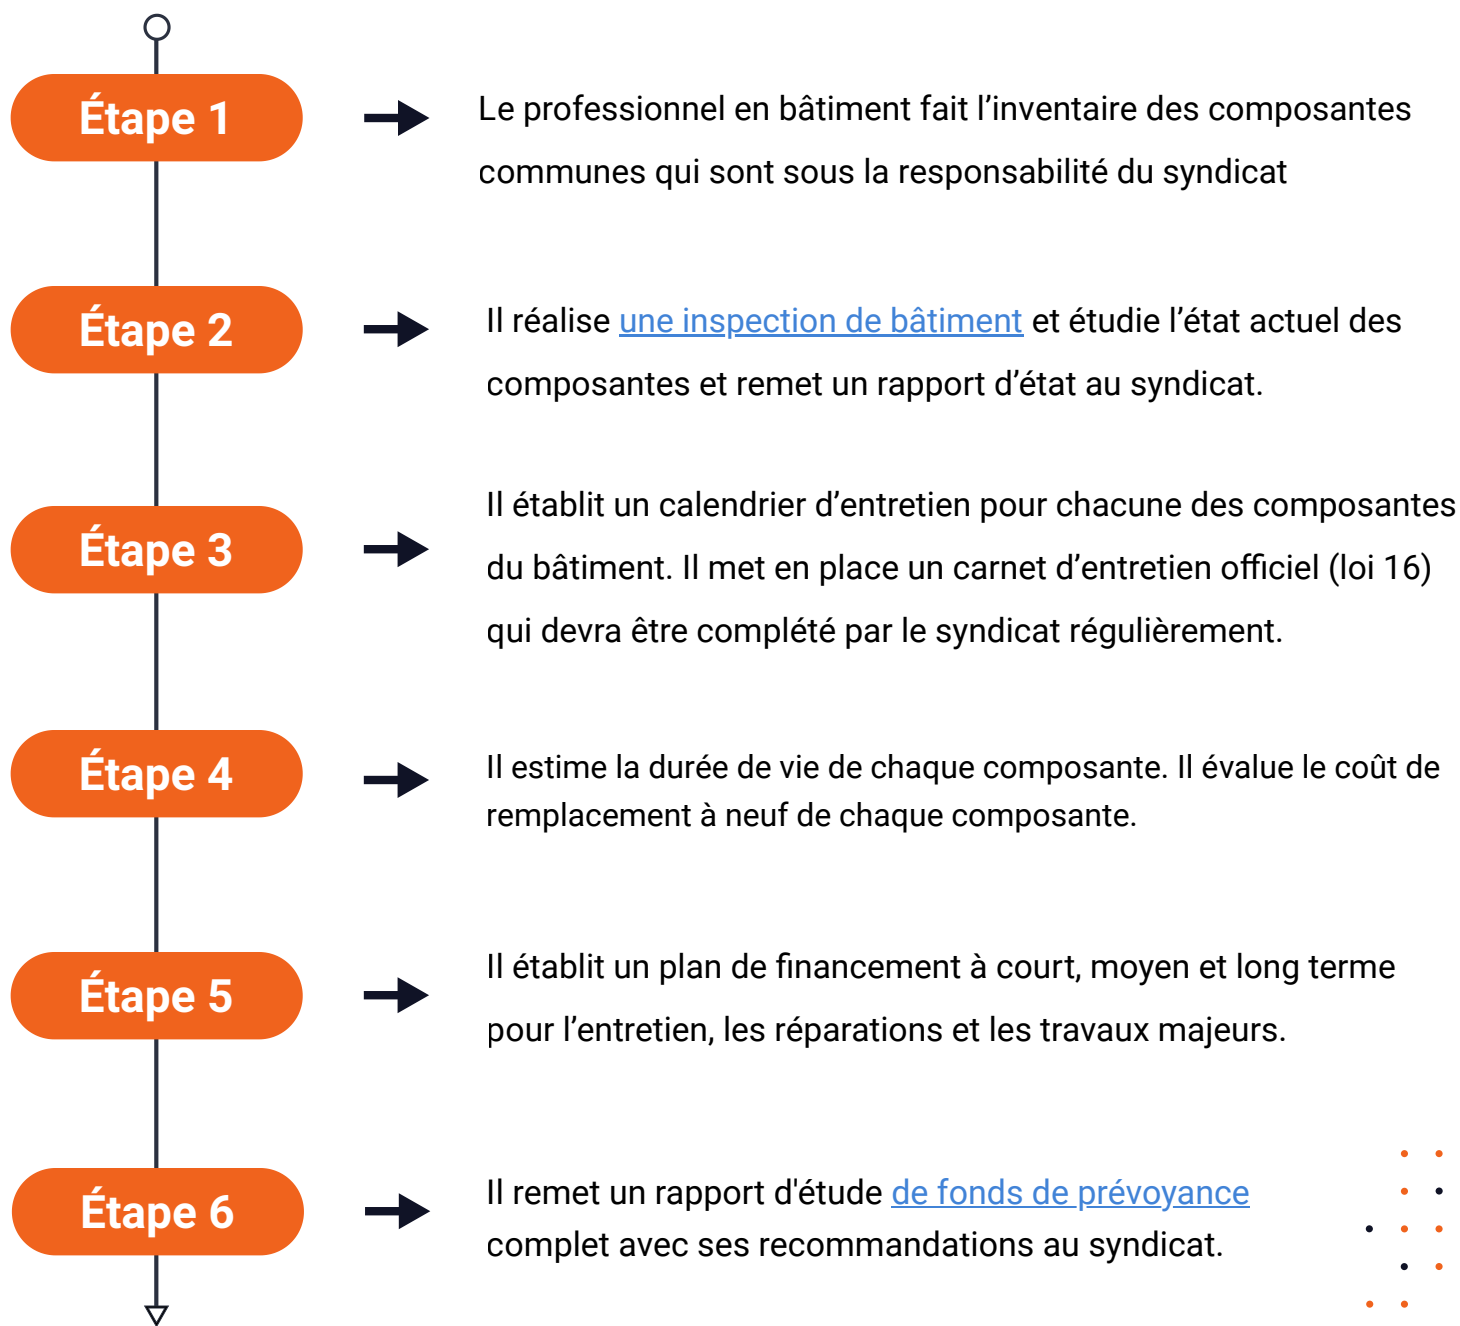 Étape 1
Le professionnel en bâtiment fait l’inventaire des composantes
communes qui sont sous la responsabilité du syndicat
Étape 2
Il réalise une inspection de bâtiment et étudie l’état actuel des
composantes et remet un rapport d’état au syndicat.
Étape 3
Il établit un calendrier d’entretien pour chacune des composantes
du bâtiment. Il met en place un carnet d’entretien officiel (loi 16)
qui devra être complété par le syndicat régulièrement.
Étape 4
Il estime la durée de vie de chaque composante. Il évalue le coût de
remplacement à neuf de chaque composante.
Étape 5
Il établit un plan de financement à court, moyen et long terme
pour l’entretien, les réparations et les travaux majeurs.
Étape 6
Il remet un rapport d'étude de fonds de prévoyance
complet avec ses recommandations au syndicat.